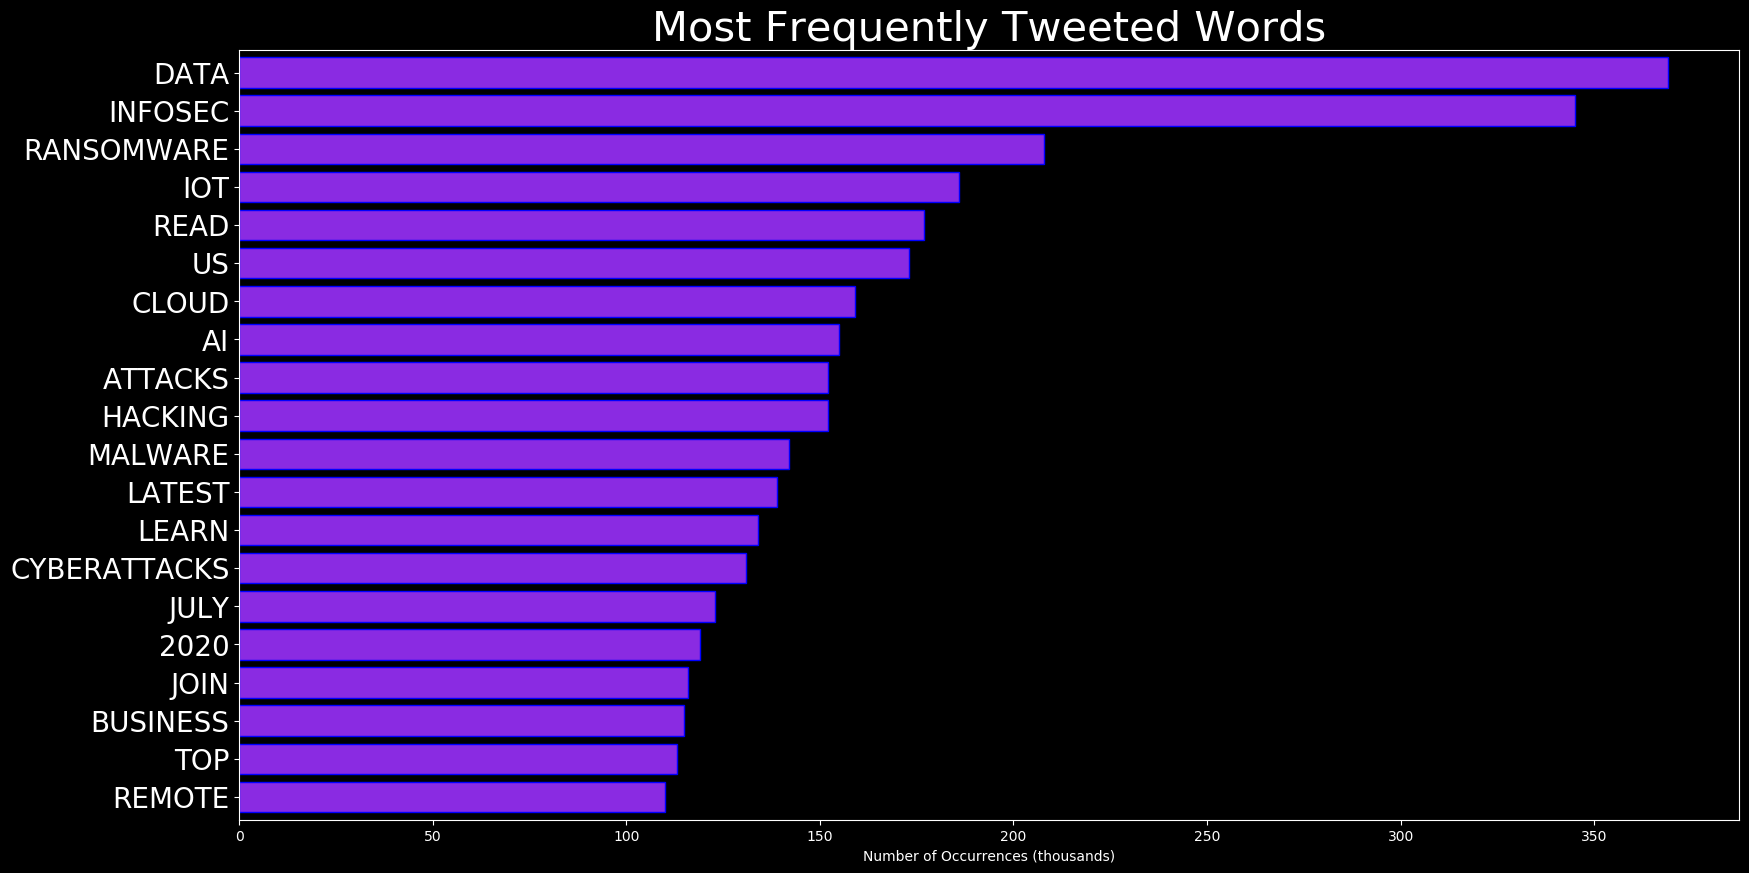 Most Frequently Tweeted Words
DATA
INFOSEC
RANSOMWARE
IOT
READ
US
CLOUD
AI
ATTACKS
HACKING
MALWARE
LATEST
LEARN
CYBERATTACKS
JULY
2020
JOIN
BUSINESS
TOP
REMOTE
0 50 100 150 200 250 300 350
Number of Occurrences (thousands)